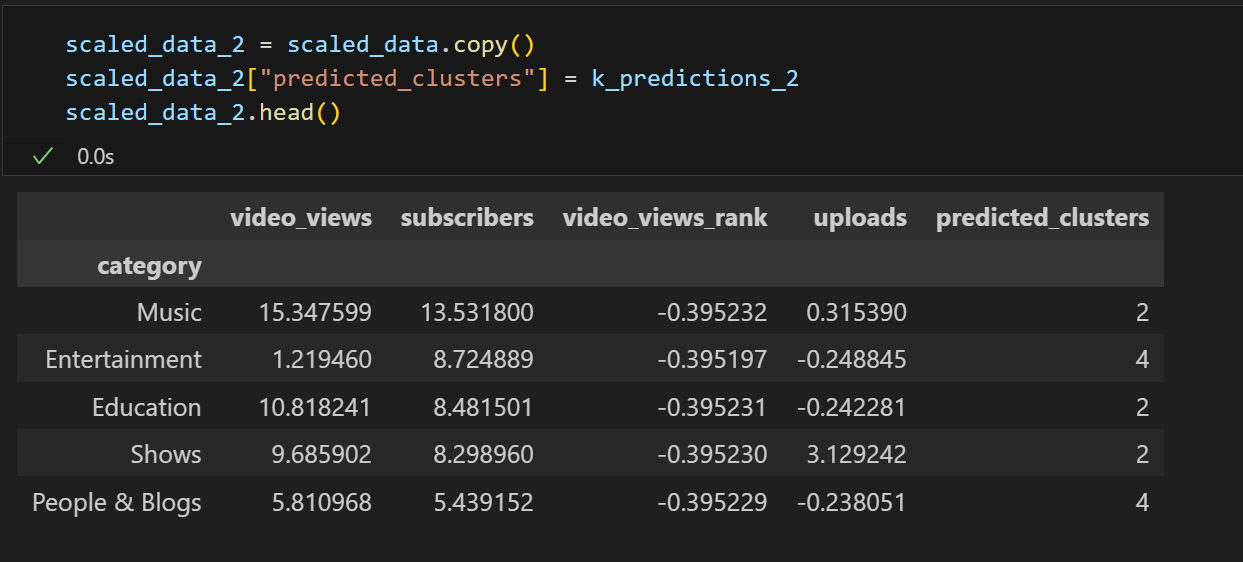 scaled_data_2 = scaled_data.copy()
scaled_data_2["predicted_clusters"] = k_predictions_2
scaled_data_2.head()
0.0s
video_views subscribers video_views_rank uploads predicted_clusters
category
Music 15.347599 13.531800 -0.395232 0.315390 2
Entertainment 1.219460 8.724889 -0.395197 -0.248845 4
Education 10.818241 8.481501 -0.395231 -0.242281 2
Shows 9.685902 8.298960 -0.395230 3.129242 2
People & Blogs 5.810968 5.439152 -0.395229 -0.238051 4